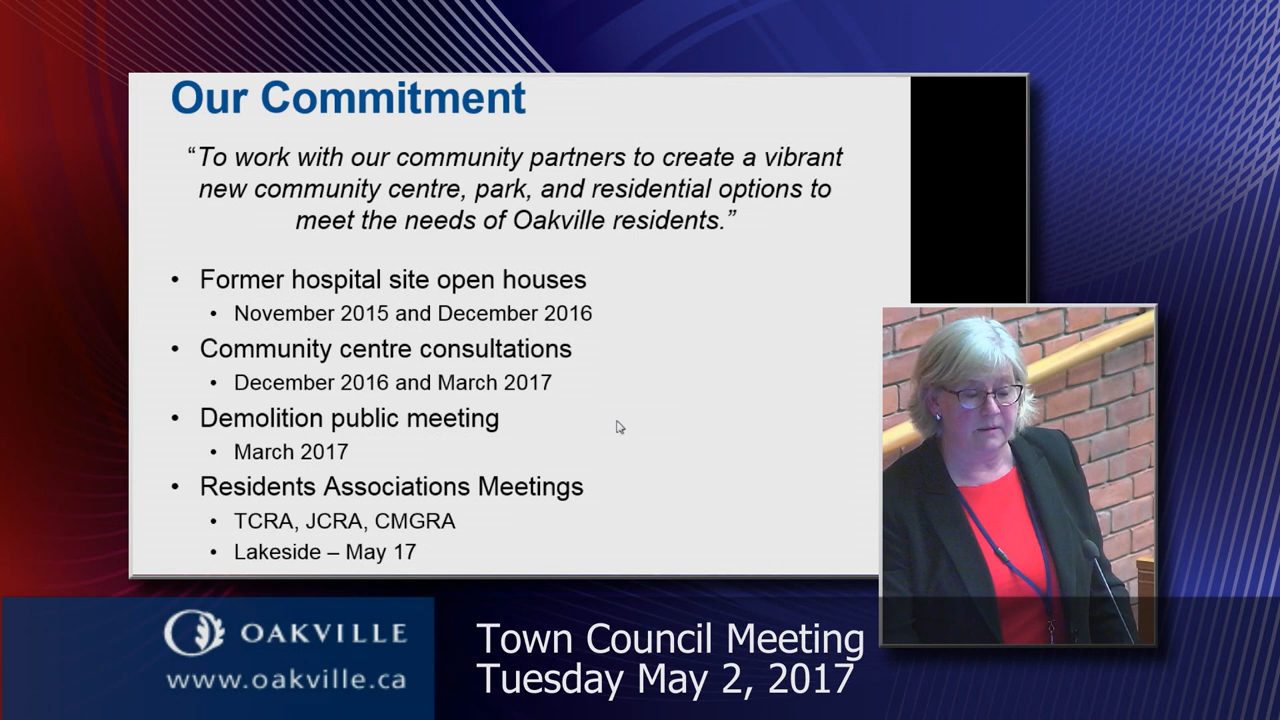 Our Commitment
“To work with our community partners to create a vibrant
new community centre, park, and residential options to
meet the needs of Oakville residents.”
• Former hospital site open houses
• November 2015 and December 2016
• Community centre consultations
• December 2016 and March 2017
• Demolition public meeting
• March 2017
• Residents Associations Meetings
• TCRA, JCRA, CMGRA
• Lakeside – May 17
OAKVILLE
www.oakville.ca
Town Council Meeting
Tuesday May 2, 2017